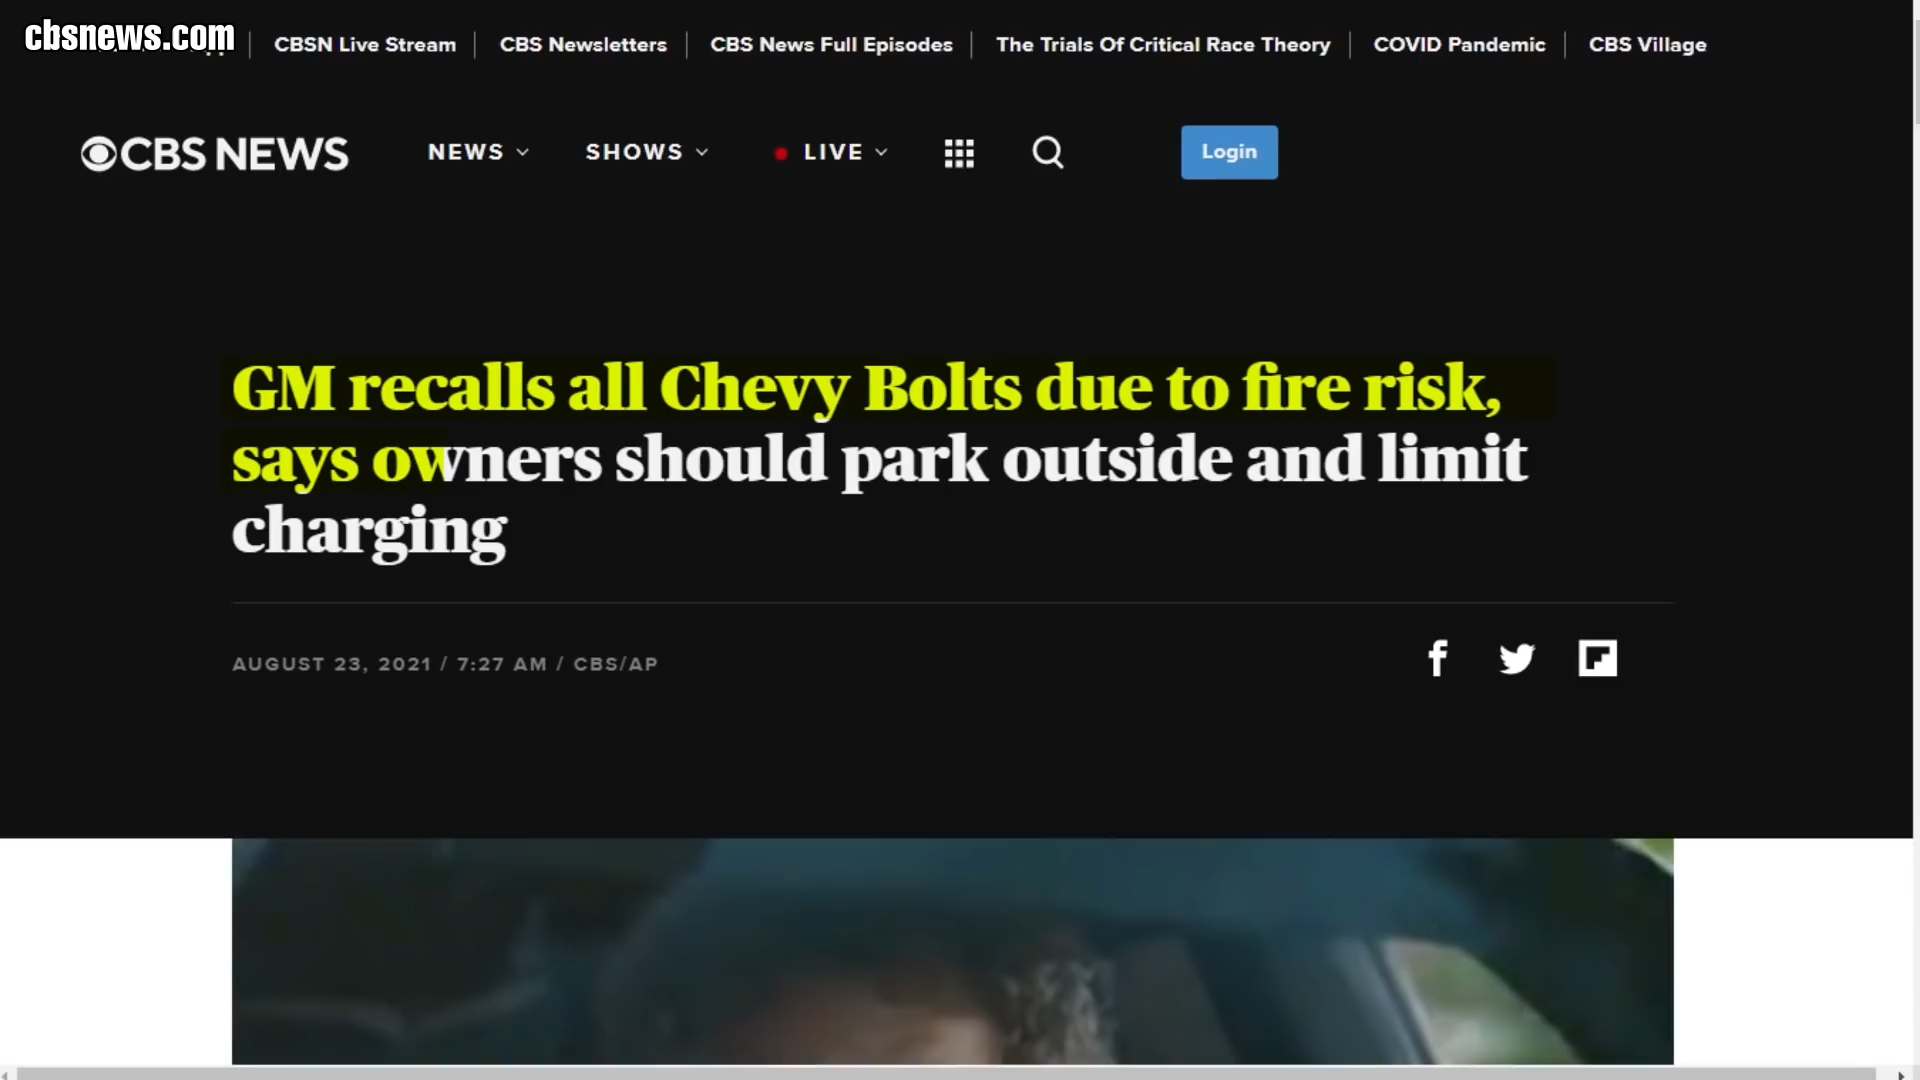 cbsnews.com
CBSN Live Stream
CBS Newsletters
CBS News Full Episodes
The Trials Of Critical Race Theory
COVID Pandemic
CBS Village
CBS NEWS
NEWS
SHOWS
LIVE
Login
GM recalls all Chevy Bolts due to fire risk,
says owners should park outside and limit
charging
AUGUST 23, 2021 / 7:27 AM / CBS/AP